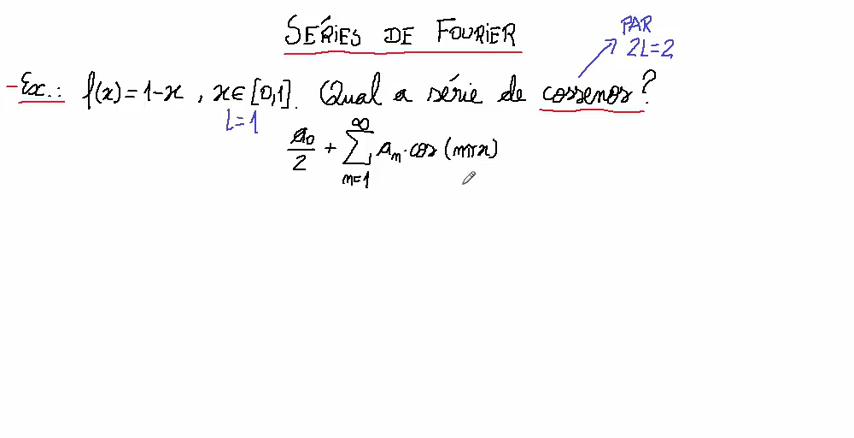 SÉRIES DE FOURIER
PAR
2L=2
-Ex.: f(x)=1-x, x∈[0,1]. Qual a série de cossenos?
L=1
a₀/2 + ∑_{n=1}^{∞} aₙ·cos(nπx)